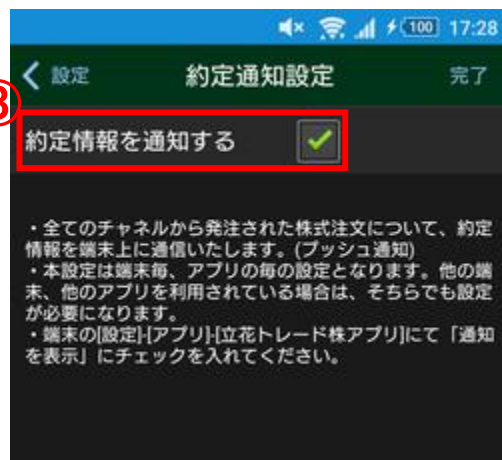 100 17:28
設定 約定通知設定 完了
③
約定情報を通知する
・全てのチャネルから発注された株式注文について、約定
情報を端末上に通信いたします。(プッシュ通知)
・本設定は端末毎、アプリの毎の設定となります。他の端
末、他のアプリを利用されている場合は、そちらでも設定
が必要になります。
・端末の[設定]-[アプリ]-[立花トレード株アプリ]にて「通知
を表示」にチェックを入れてください。